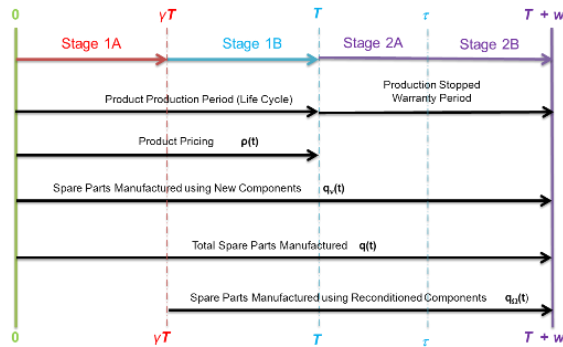 0 γT T τ T + w
Stage 1A Stage 1B Stage 2A Stage 2B
Product Production Period (Life Cycle)
Production Stopped
Warranty Period
Product Pricing ρ(t)
Spare Parts Manufactured using New Components qᵥ(t)
Total Spare Parts Manufactured q(t)
Spare Parts Manufactured using Reconditioned Components q_Ω(t)
0 γT T τ T + w